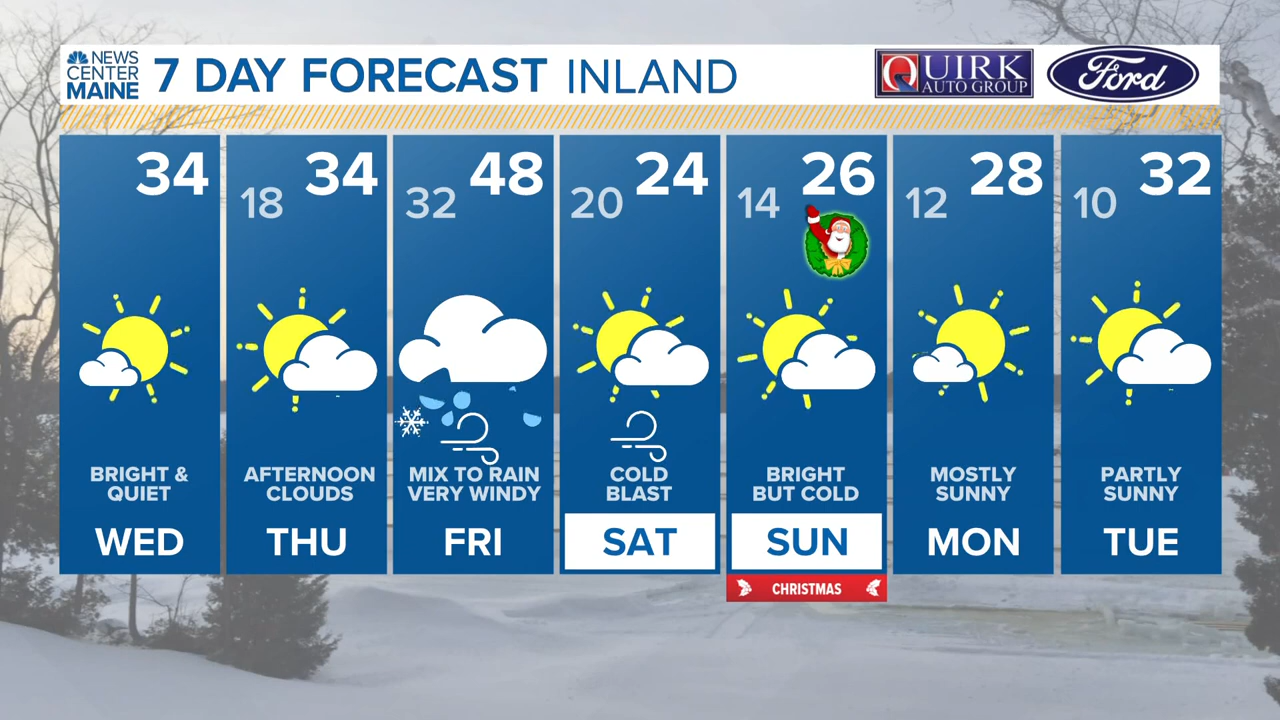 NEWS
CENTER
MAINE
7 DAY FORECAST INLAND
QUIRK
AUTO GROUP
Ford
34
18 34
32 48
20 24
14 26
12 28
10 32
BRIGHT &
QUIET
AFTERNOON
CLOUDS
MIX TO RAIN
VERY WINDY
COLD
BLAST
BRIGHT
BUT COLD
MOSTLY
SUNNY
PARTLY
SUNNY
WED
THU
FRI
SAT
SUN
MON
TUE
CHRISTMAS